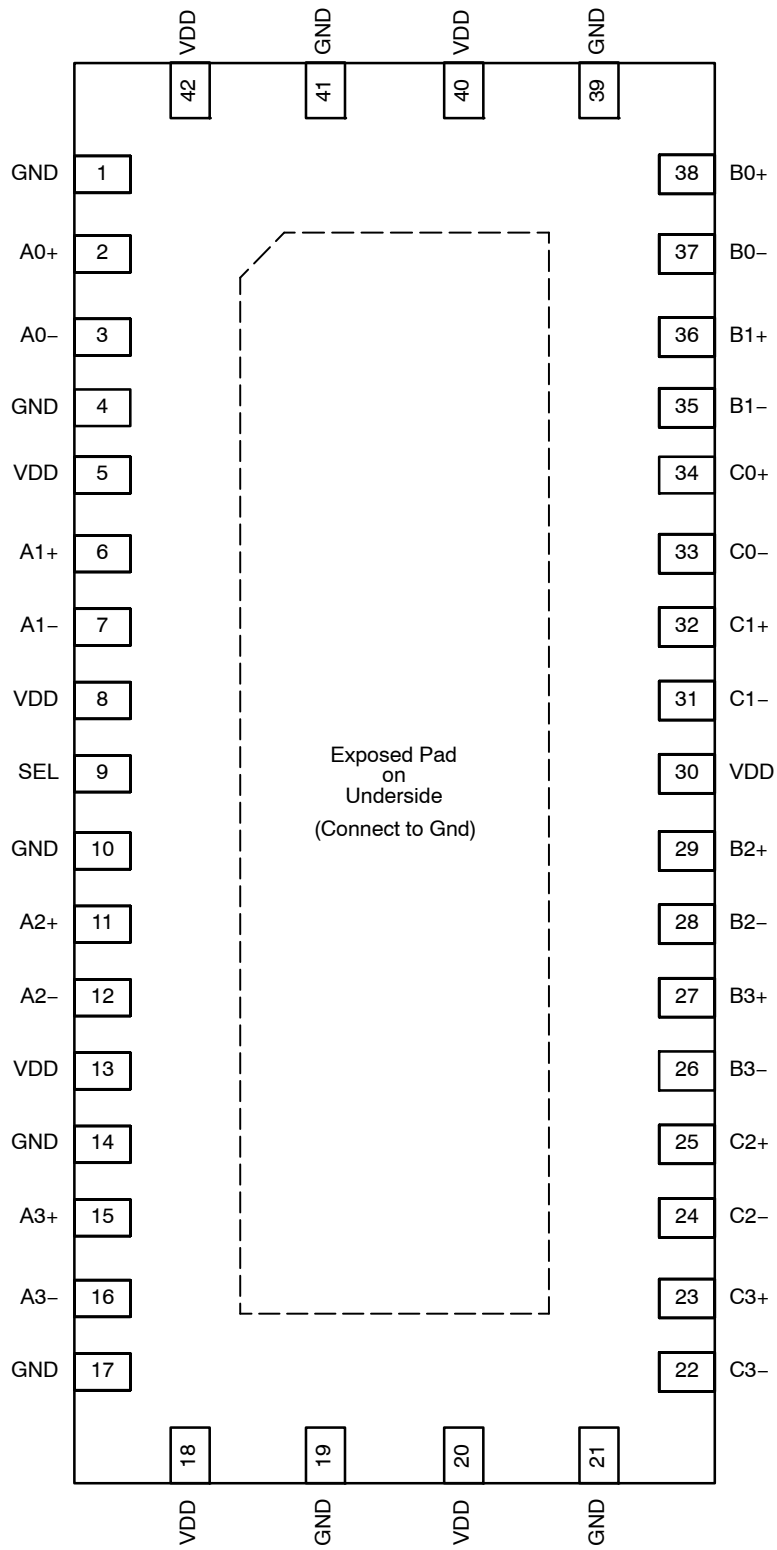 VDD GND VDD GND
42 41 40 39
GND 1 38 B0+
A0+ 2 37 B0−
A0− 3 36 B1+
GND 4 35 B1−
VDD 5 34 C0+
A1+ 6 33 C0−
A1− 7 32 C1+
VDD 8 31 C1−
SEL 9 30 VDD
Exposed Pad
on
Underside
(Connect to Gnd)
GND 10 29 B2+
A2+ 11 28 B2−
A2− 12 27 B3+
VDD 13 26 B3−
GND 14 25 C2+
A3+ 15 24 C2−
A3− 16 23 C3+
GND 17 22 C3−
18 19 20 21
VDD GND VDD GND